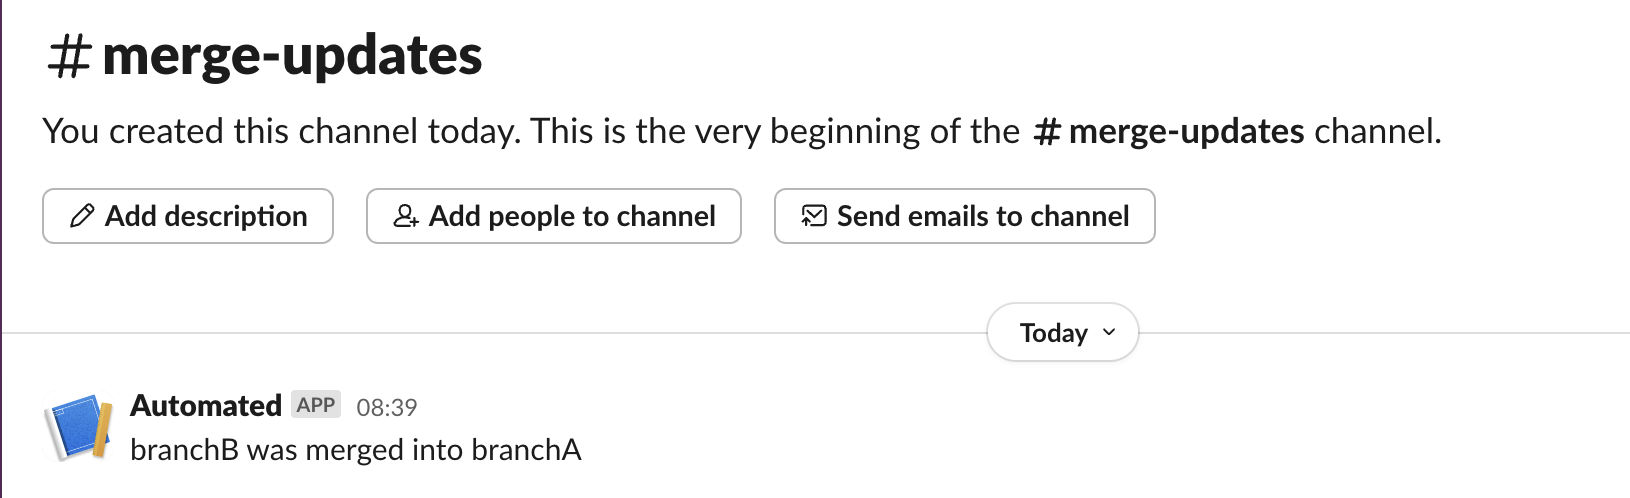 # merge-updates
You created this channel today. This is the very beginning of the # merge-updates channel.
Add description Add people to channel Send emails to channel
Today
Automated APP 08:39
branchB was merged into branchA